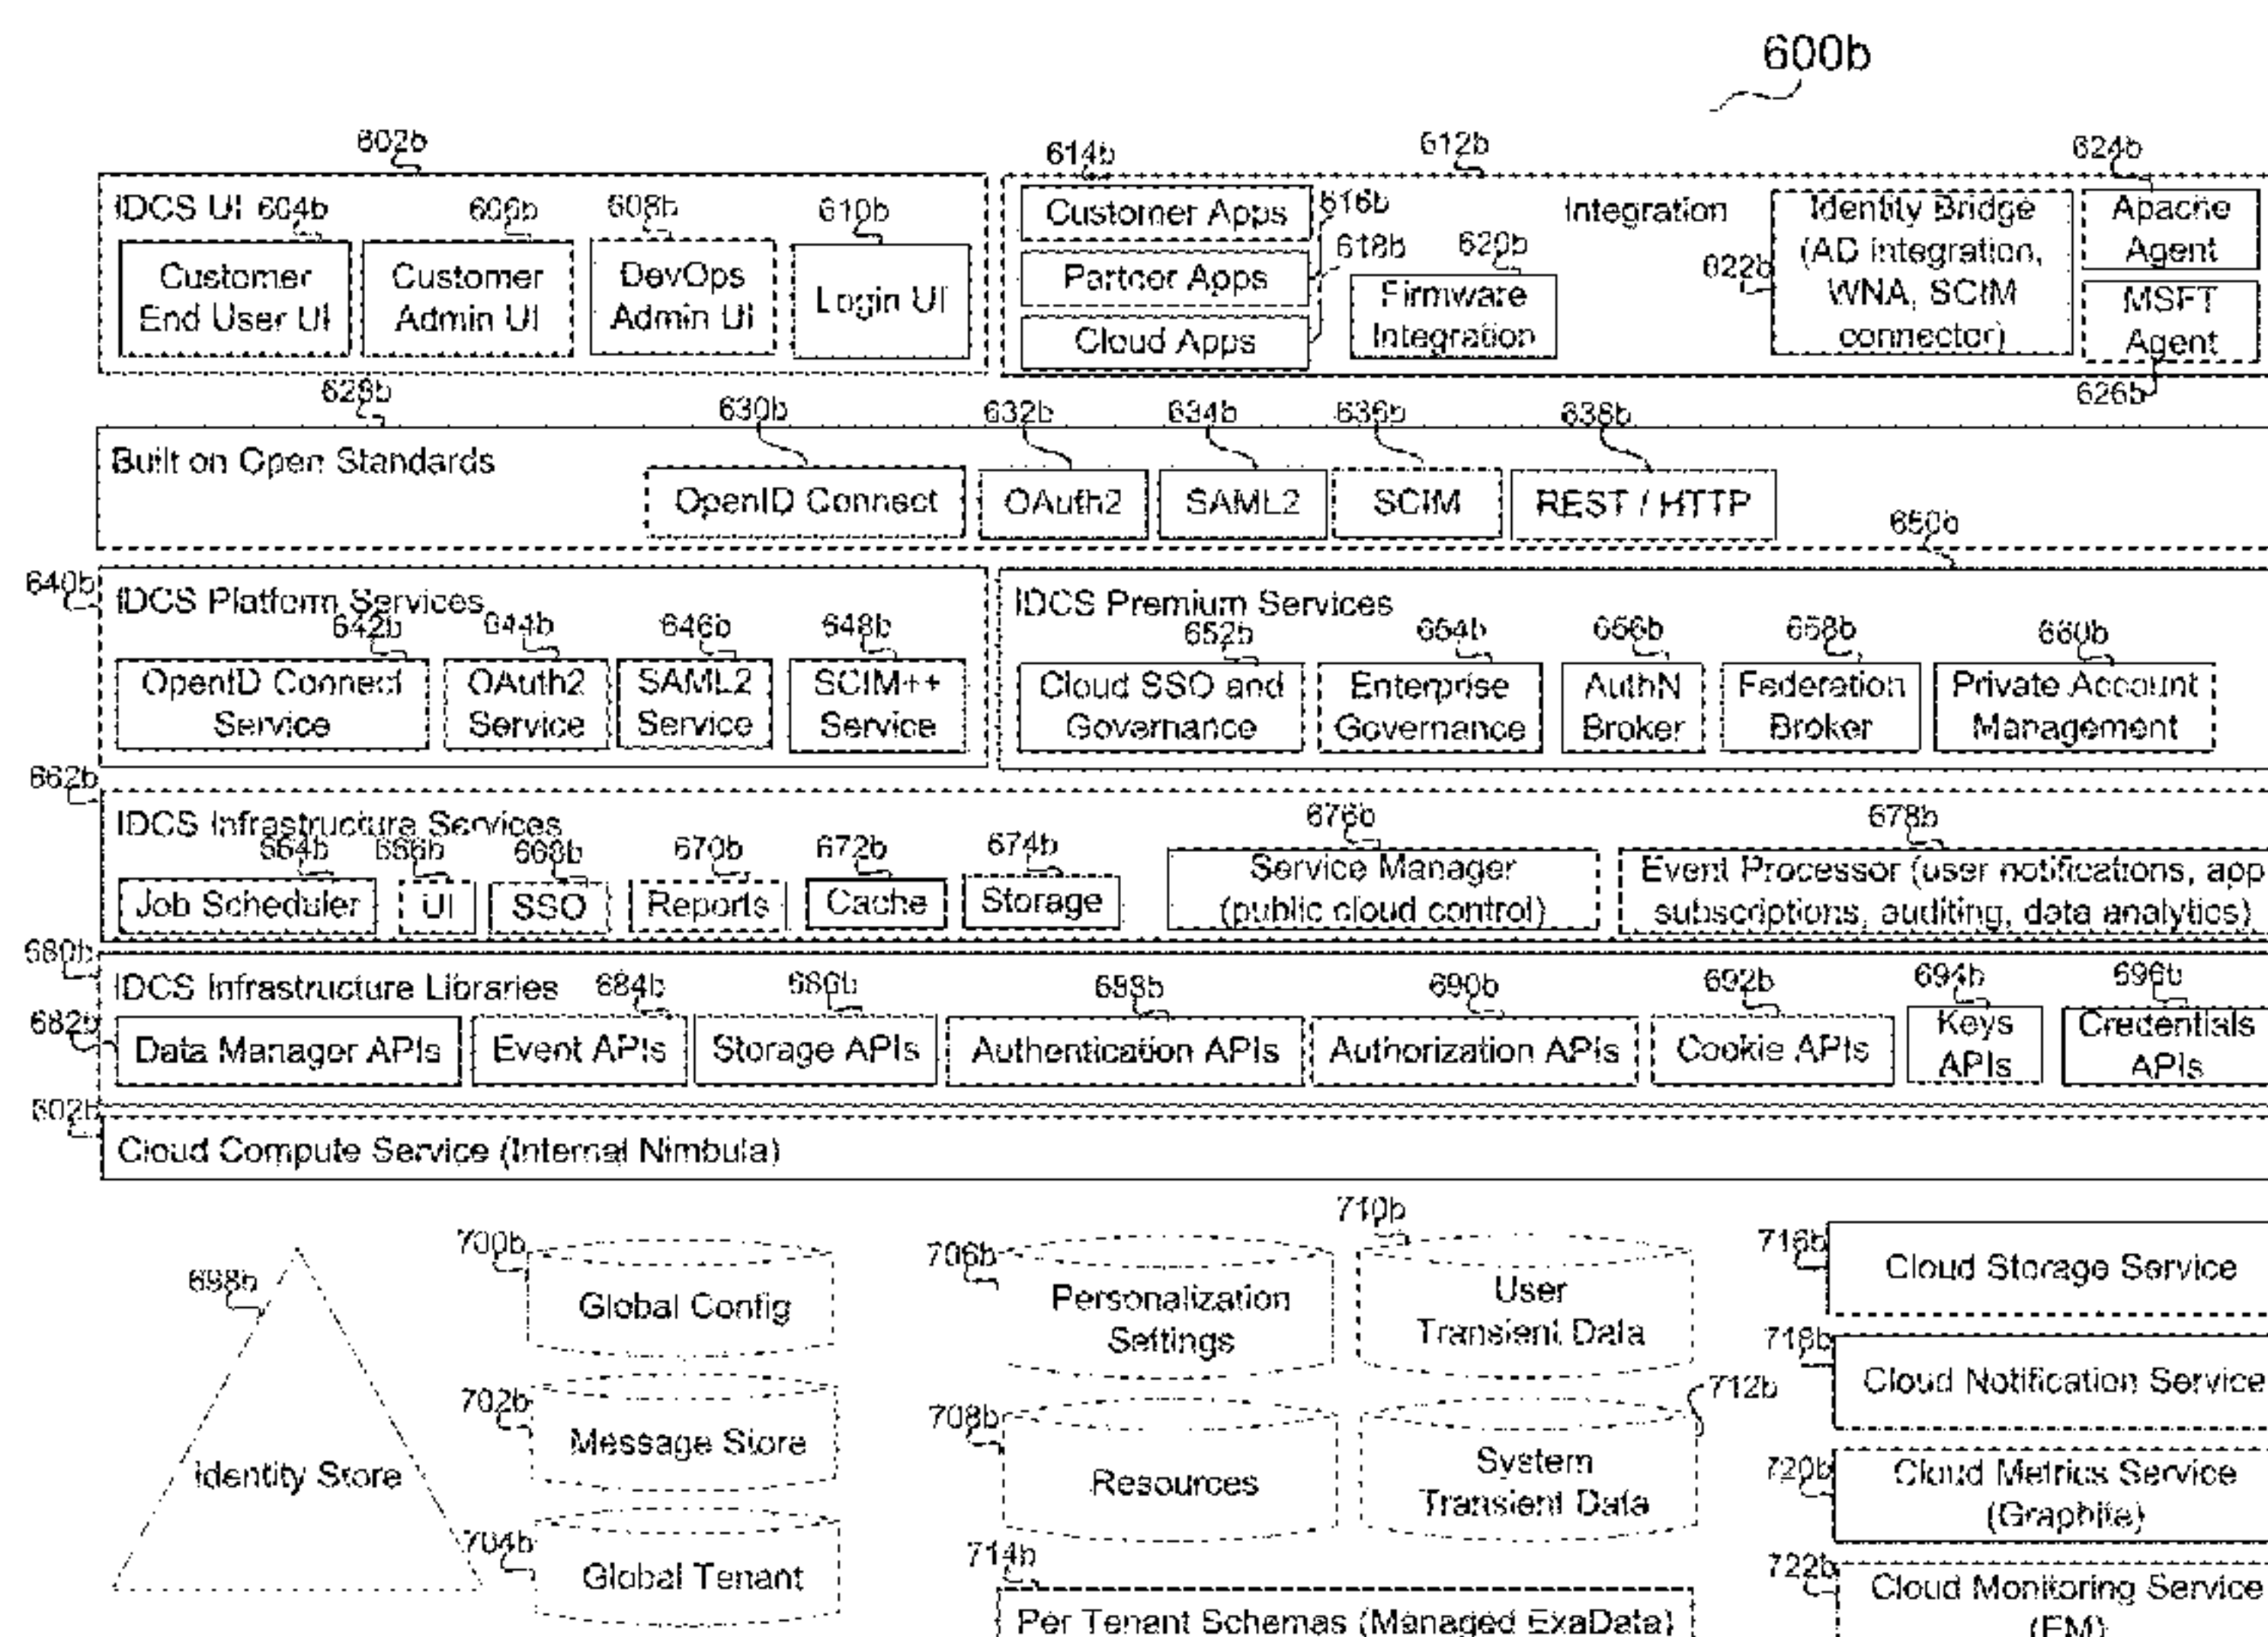 600b
602b
614b
612b
624b
IDCS UI
604b
606b
608b
610b
Customer
End User UI
Customer
Admin UI
DevOps
Admin UI
Login UI
Customer Apps
Partner Apps
Cloud Apps
616b
618b
620b
Firmware
Integration
Integration
622b
Identity Bridge
(AD integration,
WNA, SCIM
connector)
Apache
Agent
MSFT
Agent
626b
628b
630b
632b
634b
636b
638b
Built on Open Standards
OpenID Connect
OAuth2
SAML2
SCIM
REST / HTTP
640b
650b
IDCS Platform Services
642b
644b
646b
648b
OpenID Connect
Service
OAuth2
Service
SAML2
Service
SCIM++
Service
IDCS Premium Services
652b
654b
656b
658b
660b
Cloud SSO and
Governance
Enterprise
Governance
AuthN
Broker
Federation
Broker
Private Account
Management
662b
IDCS Infrastructure Services
664b
666b
668b
670b
672b
674b
676b
678b
Job Scheduler
UI
SSO
Reports
Cache
Storage
Service Manager
(public cloud control)
Event Processor (user notifications, app
subscriptions, auditing, data analytics)
680b
IDCS Infrastructure Libraries
682b
684b
686b
688b
690b
692b
694b
696b
Data Manager APIs
Event APIs
Storage APIs
Authentication APIs
Authorization APIs
Cookie APIs
Keys
APIs
Credentials
APIs
Cloud Compute Service (Internal Nimbula)
698b
Identity Store
700b
Global Config
702b
Message Store
704b
Global Tenant
706b
Personalization
Settings
708b
Resources
710b
User
Transient Data
712b
System
Transient Data
714b
Per Tenant Schemas (Managed ExaData)
716b
Cloud Storage Service
718b
Cloud Notification Service
720b
Cloud Metrics Service
(Graphite)
722b
Cloud Monitoring Service
(EM)